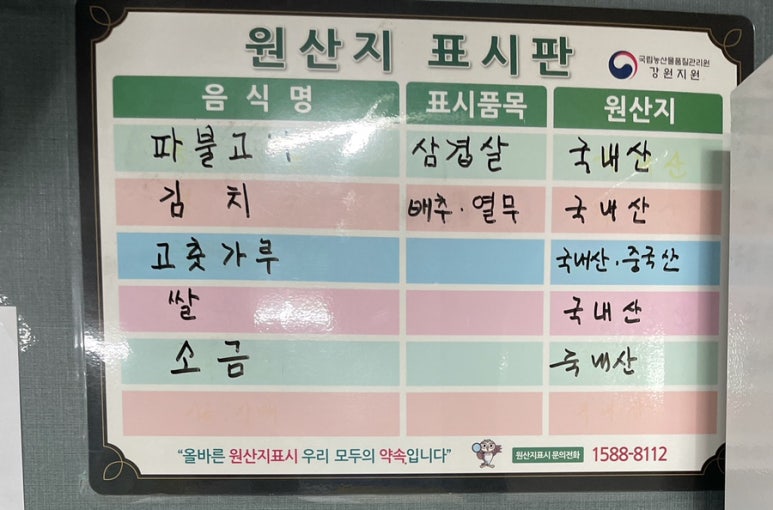 원산지 표시판
국립농산물품질관리원
강원지원
음식명 표시품목 원산지
삼겹살 국내산
김치 배추·열무 국내산
고춧가루 국내산·중국산
쌀 국내산
소금 국내산
"올바른 원산지표시 우리 모두의 약속입니다" 원산지표시 문의전화 1588-8112